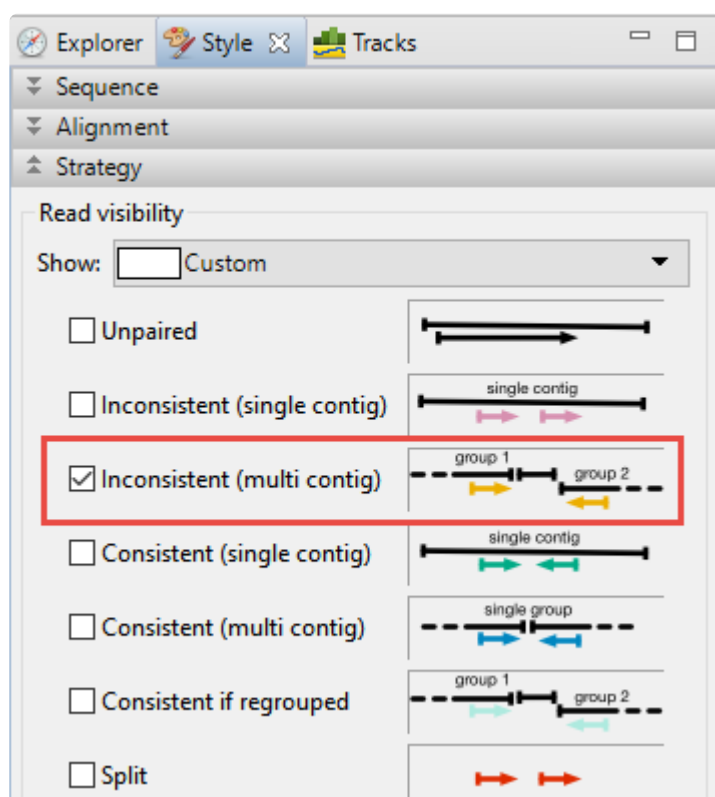 Explorer Style Tracks
Sequence
Alignment
Strategy
Read visibility
Show: Custom
Unpaired
Inconsistent (single contig) single contig
Inconsistent (multi contig) group 1 group 2
Consistent (single contig) single contig
Consistent (multi contig) single group
Consistent if regrouped group 1 group 2
Split